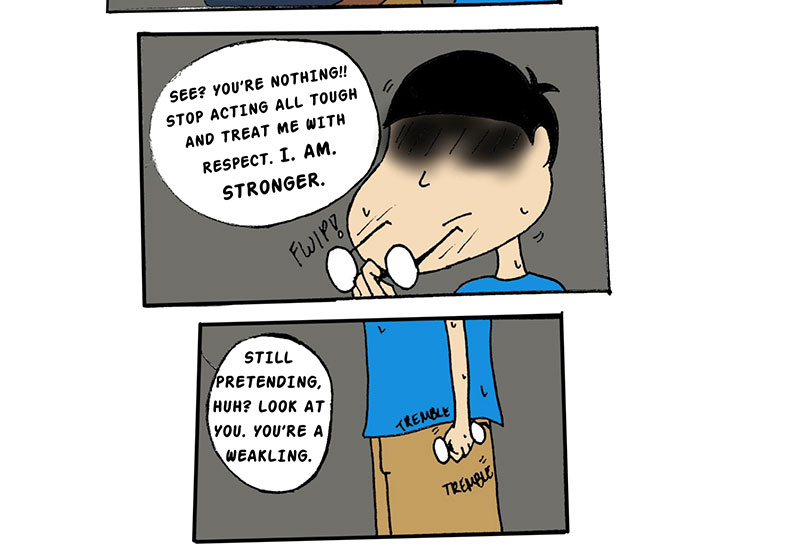 SEE? YOU'RE NOTHING!!
STOP ACTING ALL TOUGH
AND TREAT ME WITH
RESPECT. I. AM.
STRONGER.
FWIP!
STILL
PRETENDING,
HUH? LOOK AT
YOU. YOU'RE A
WEAKLING.
TREMBLE
TREMBLE